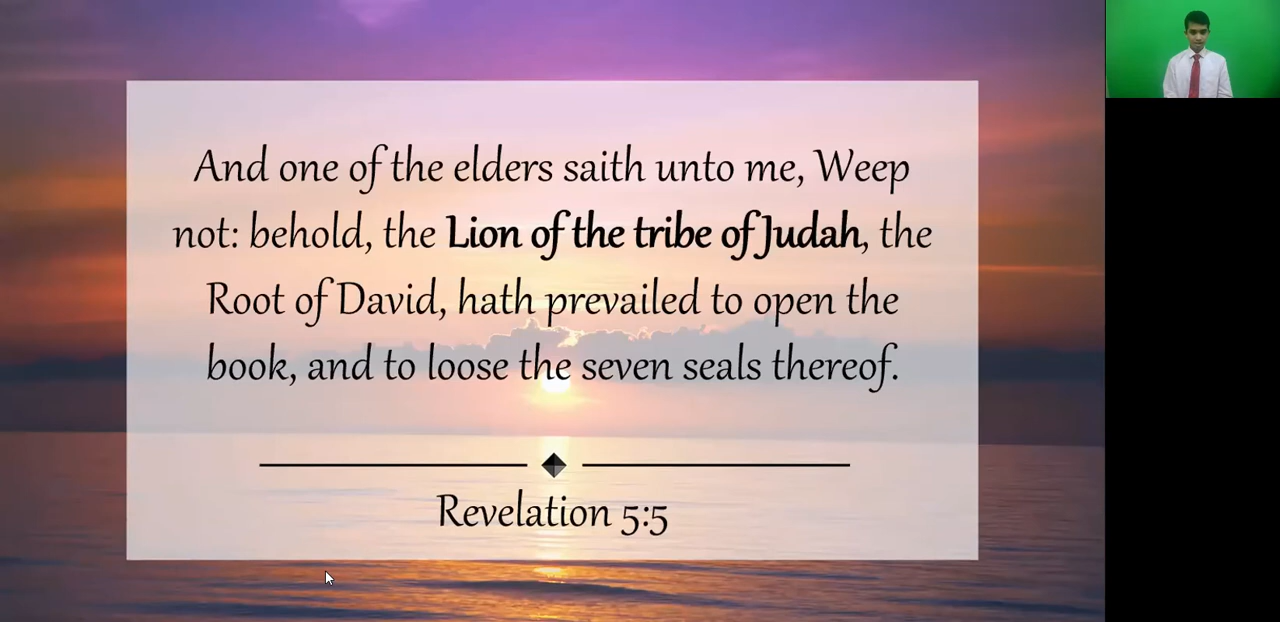 And one of the elders saith unto me, Weep
not: behold, the Lion of the tribe of Judah, the
Root of David, hath prevailed to open the
book, and to loose the seven seals thereof.
Revelation 5:5